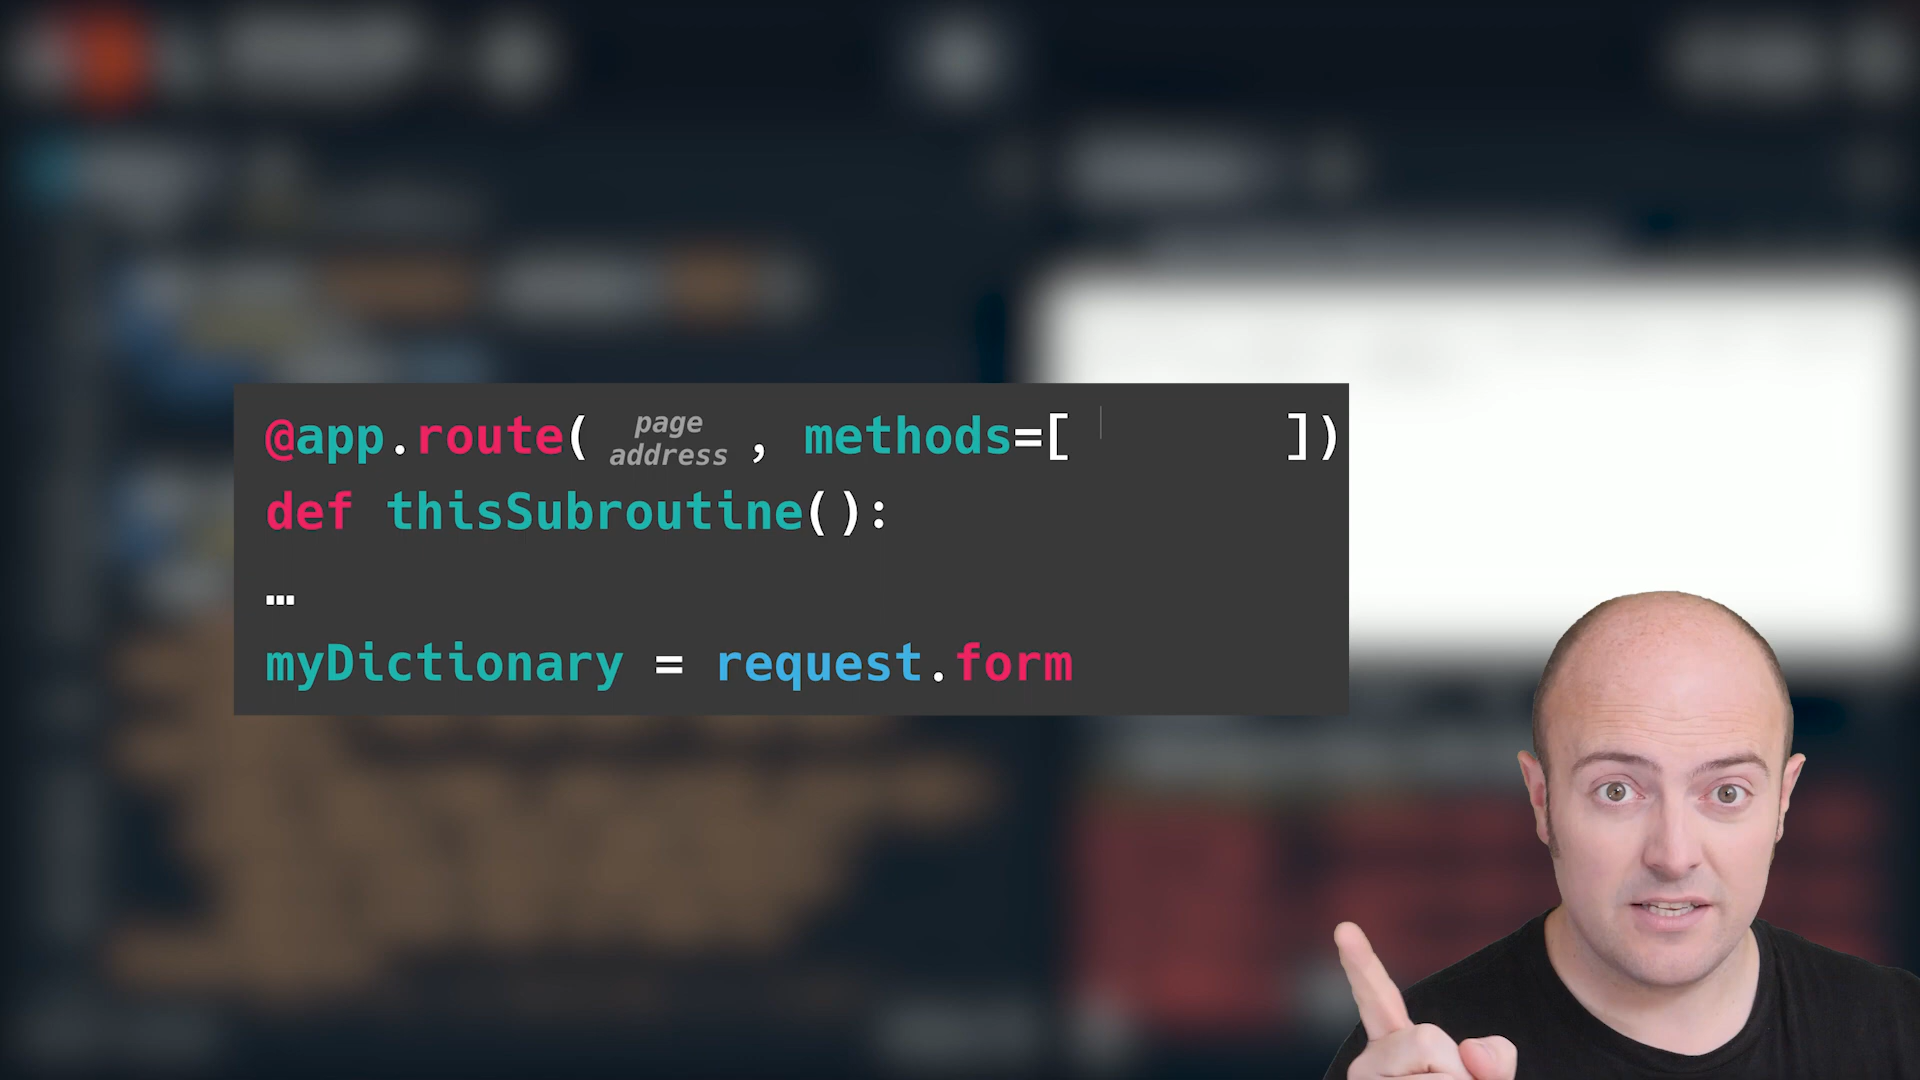 @app.route( page address , methods=[ ])
def thisSubroutine():
…
myDictionary = request.form